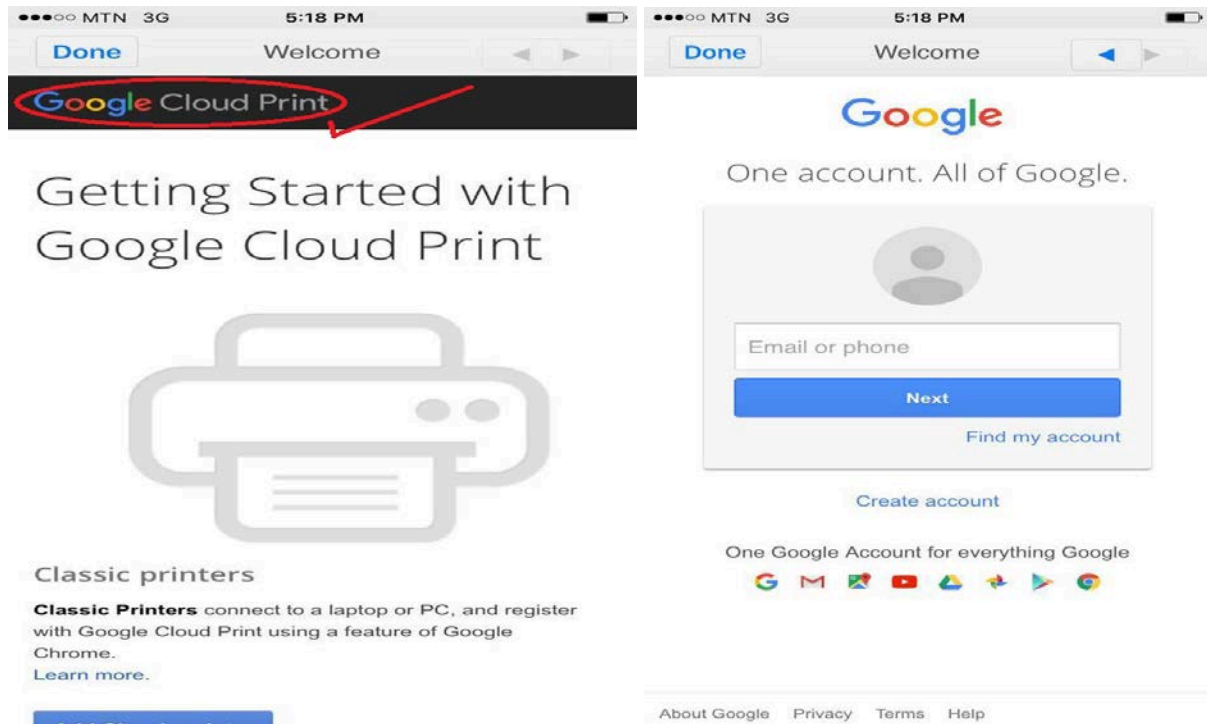 MTN 3G 5:18 PM
Done Welcome
Google Cloud Print
Getting Started with
Google Cloud Print
Classic printers
Classic Printers connect to a laptop or PC, and register
with Google Cloud Print using a feature of Google
Chrome.
Learn more.
MTN 3G 5:18 PM
Done Welcome
Google
One account. All of Google.
Email or phone
Next
Find my account
Create account
One Google Account for everything Google
About Google Privacy Terms Help